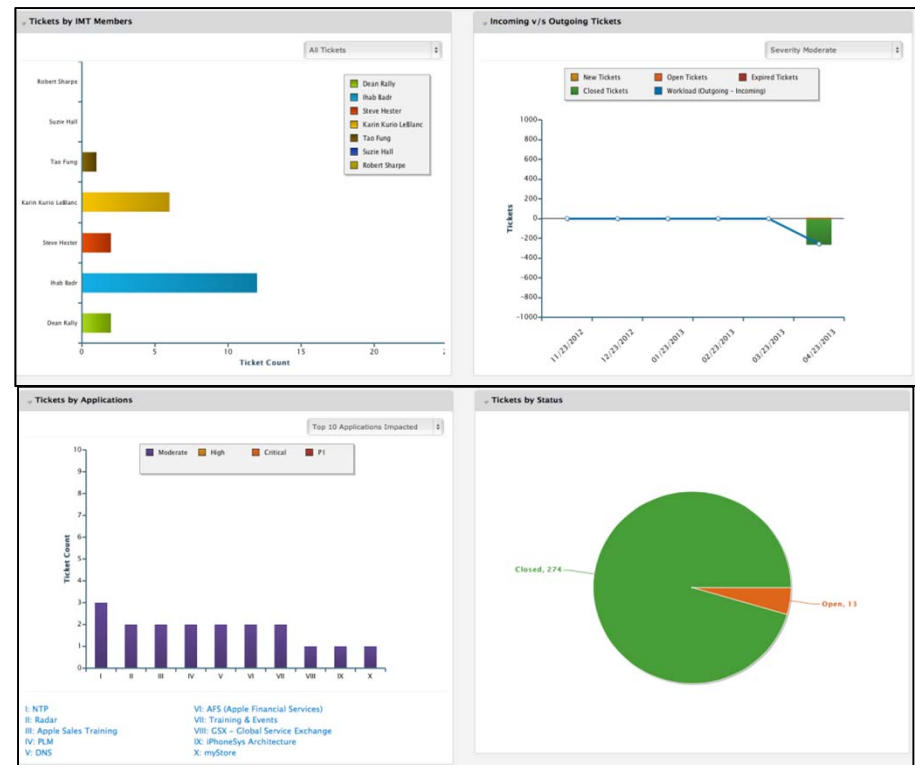 Tickets by IMT Members
All Tickets
Robert Sharpe
Suzie Hall
Tao Fung
Karin Kurio LeBlanc
Steve Hester
Ihab Badr
Dean Rally
Dean Rally
Ihab Badr
Steve Hester
Karin Kurio LeBlanc
Tao Fung
Suzie Hall
Robert Sharpe
0 5 10 15 20 2
Ticket Count
Incoming v/s Outgoing Tickets
Severity Moderate
New Tickets Open Tickets Expired Tickets
Closed Tickets Workload (Outgoing - Incoming)
1000
800
600
400
200
0
-200
-400
-600
-800
-1000
Tickets
11/23/2012 12/23/2012 01/23/2013 02/23/2013 03/23/2013 04/23/2013
Tickets by Applications
Top 10 Applications Impacted
Moderate High Critical P1
10
9
8
7
6
5
4
3
2
1
0
Ticket Count
I II III IV V VI VII VIII IX X
I: NTP
II: Radar
III: Apple Sales Training
IV: PLM
V: DNS
VI: AFS (Apple Financial Services)
VII: Training & Events
VIII: GSX - Global Service Exchange
IX: iPhoneSys Architecture
X: myStore
Tickets by Status
Closed, 274
Open, 13